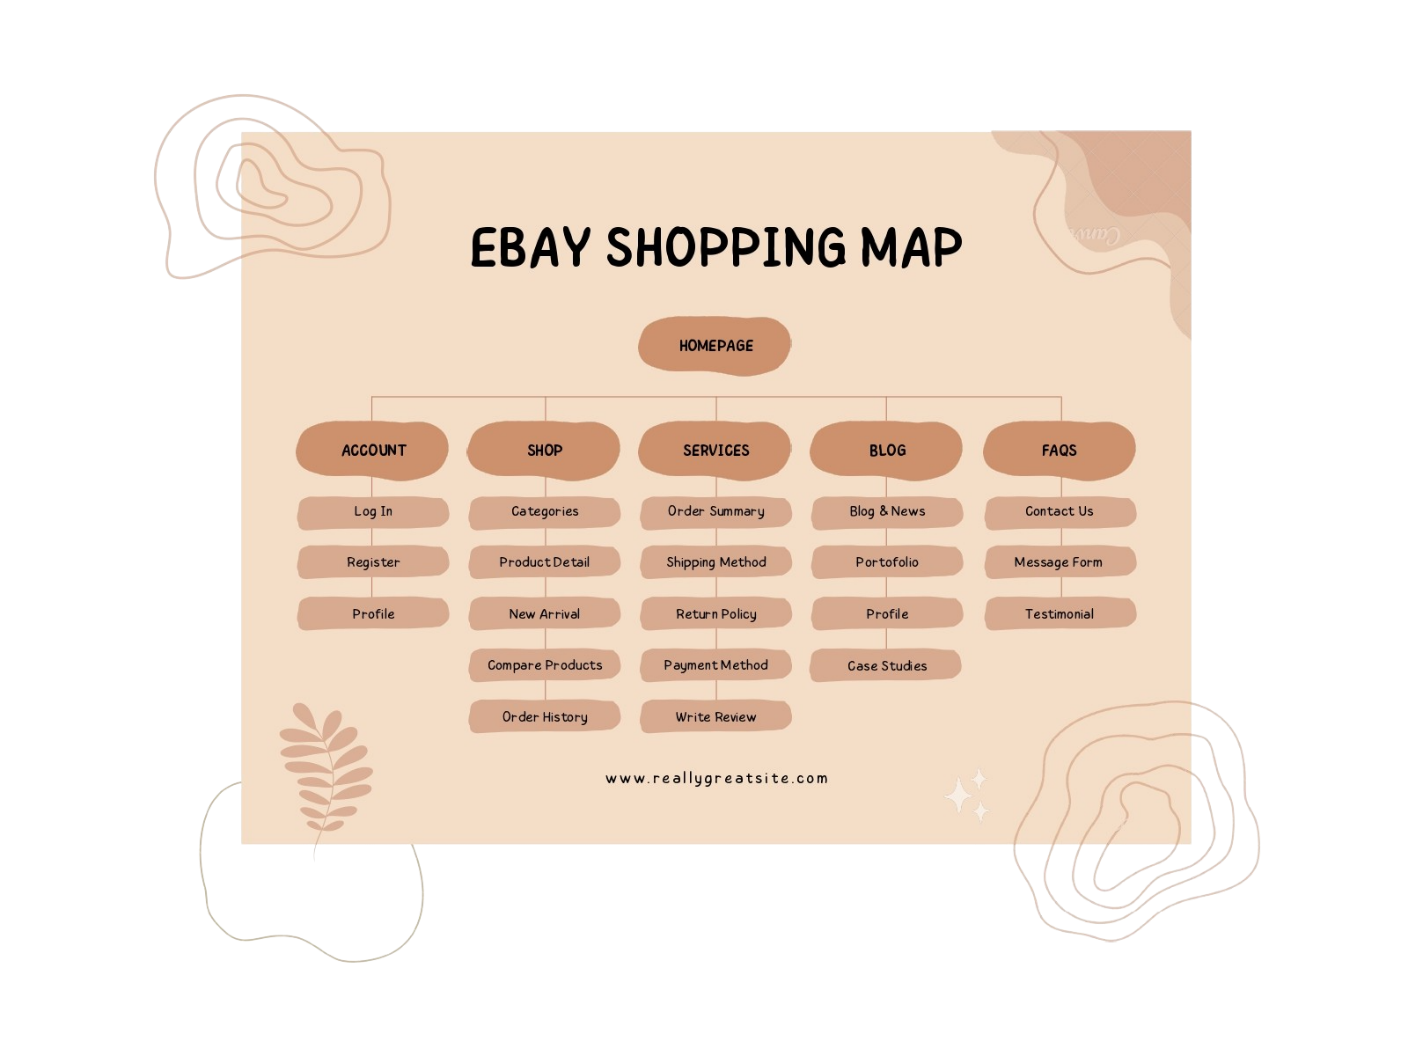 EBAY SHOPPING MAP
Canva
HOMEPAGE
ACCOUNT
Log In
Register
Profile
SHOP
Categories
Product Detail
New Arrival
Compare Products
Order History
SERVICES
Order Summary
Shipping Method
Return Policy
Payment Method
Write Review
BLOG
Blog & News
Portofolio
Profile
Case Studies
FAQS
Contact Us
Message Form
Testimonial
www.reallygreatsite.com